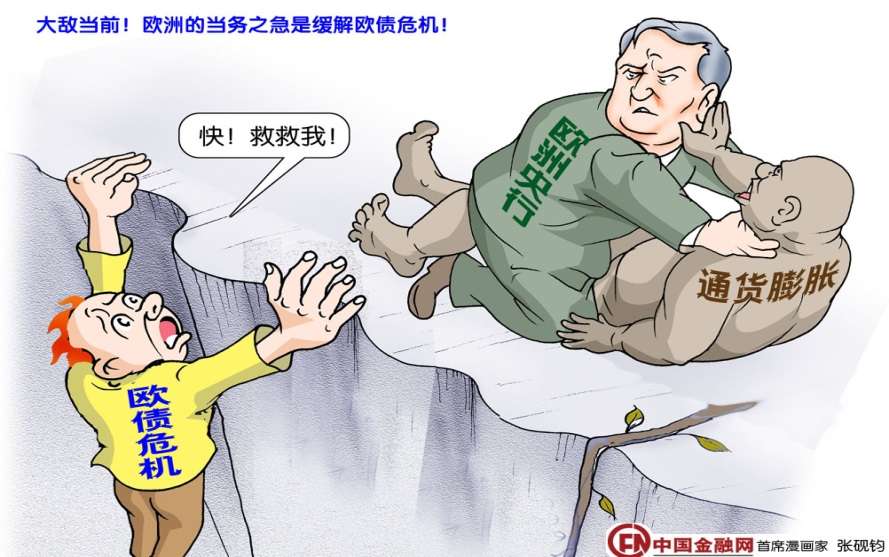 大敌当前！欧洲的当务之急是缓解欧债危机！
快！救救我！
欧洲央行
通货膨胀
欧债危机
中国金融网 首席漫画家 张砚钧